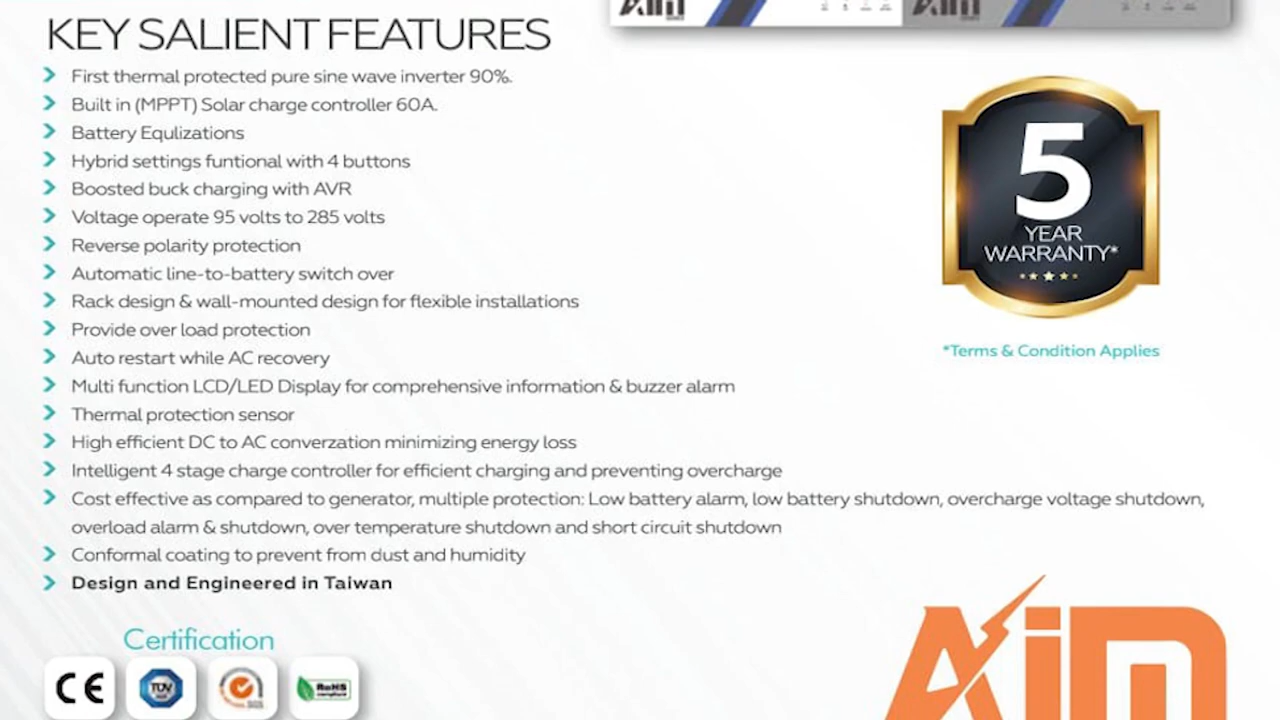 AiM AiM
KEY SALIENT FEATURES
First thermal protected pure sine wave inverter 90%.
Built in (MPPT) Solar charge controller 60A.
Battery Equlizations
Hybrid settings funtional with 4 buttons
Boosted buck charging with AVR
Voltage operate 95 volts to 285 volts
Reverse polarity protection
Automatic line-to-battery switch over
Rack design & wall-mounted design for flexible installations
Provide over load protection
Auto restart while AC recovery
Multi function LCD/LED Display for comprehensive information & buzzer alarm
Thermal protection sensor
High efficient DC to AC converzation minimizing energy loss
Intelligent 4 stage charge controller for efficient charging and preventing overcharge
Cost effective as compared to generator, multiple protection: Low battery alarm, low battery shutdown, overcharge voltage shutdown,
overload alarm & shutdown, over temperature shutdown and short circuit shutdown
Conformal coating to prevent from dust and humidity
Design and Engineered in Taiwan
5
YEAR
WARRANTY*
*Terms & Condition Applies
Certification
CE
TÜV
RoHS
compliant
AiM